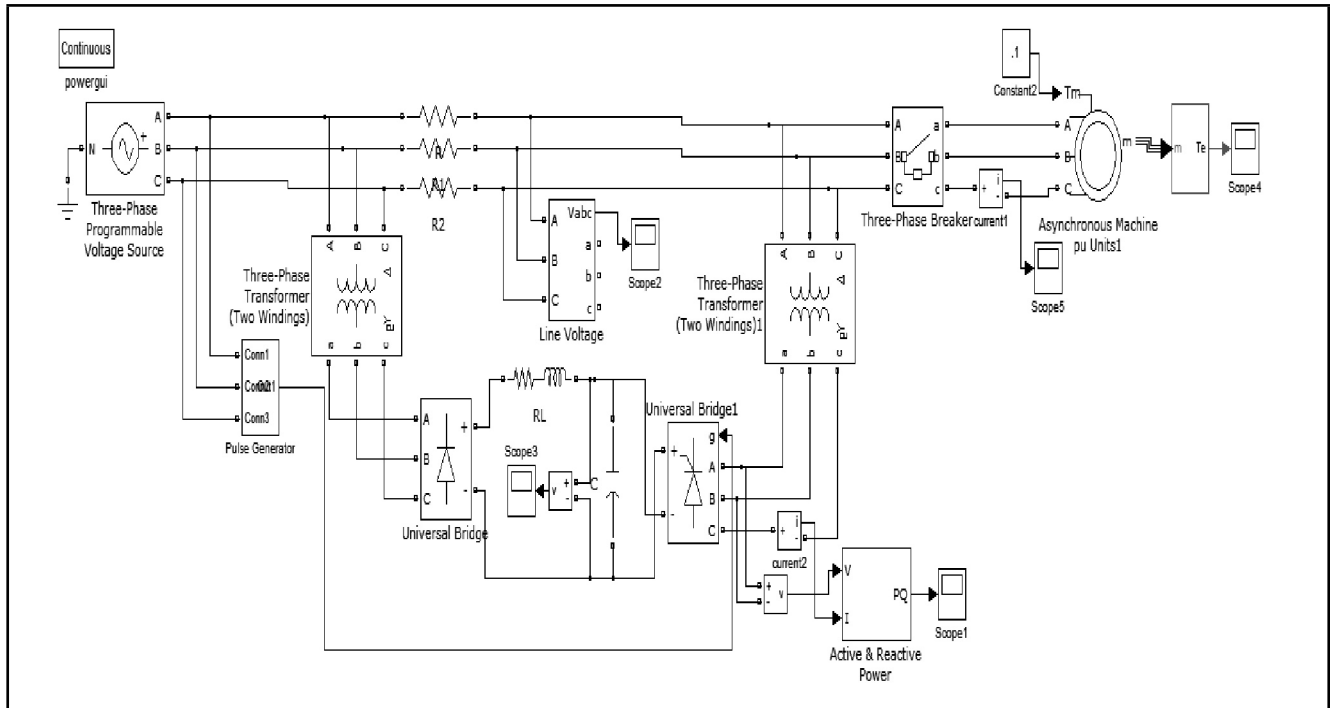 Continuous
powergui
N
+
A
B
C
Three-Phase
Programmable
Voltage Source
R
R1
R2
A
B
C
a
b
c
Three-Phase Breaker
current1
+
i
-
.1
Constant2
Tm
A
B
C
m
Asynchronous Machine
pu Units1
m
Te
Scope4
Scope5
A
B
C
Vabc
a
b
c
Line Voltage
Scope2
A
B
C
Δ
a
b
c
Three-Phase
Transformer
(Two Windings)
A
B
C
Δ
a
b
c
Three-Phase
Transformer
(Two Windings)1
Conn1
Conn3
Pulse Generator
A
B
C
+
-
Universal Bridge
RL
Scope3
v
+
-
C
Universal Bridge1
g
+
-
A
B
C
+
i
-
current2
+
-
v
V
I
PQ
Active & Reactive
Power
Scope1